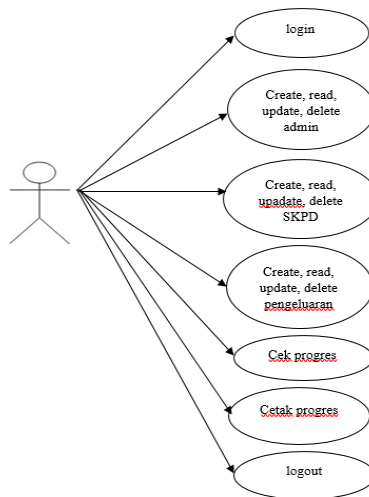 login
Create, read,
update, delete
admin
Create, read,
upadate, delete
SKPD
Create, read,
update, delete
pengeluaran
Cek progres
Cetak progres
logout